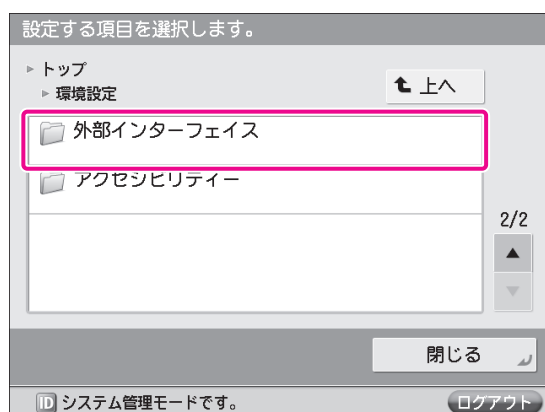 設定する項目を選択します。
トップ
環境設定
上へ
外部インターフェイス
アクセシビリティー
2/2
閉じる
ID システム管理モードです。
ログアウト